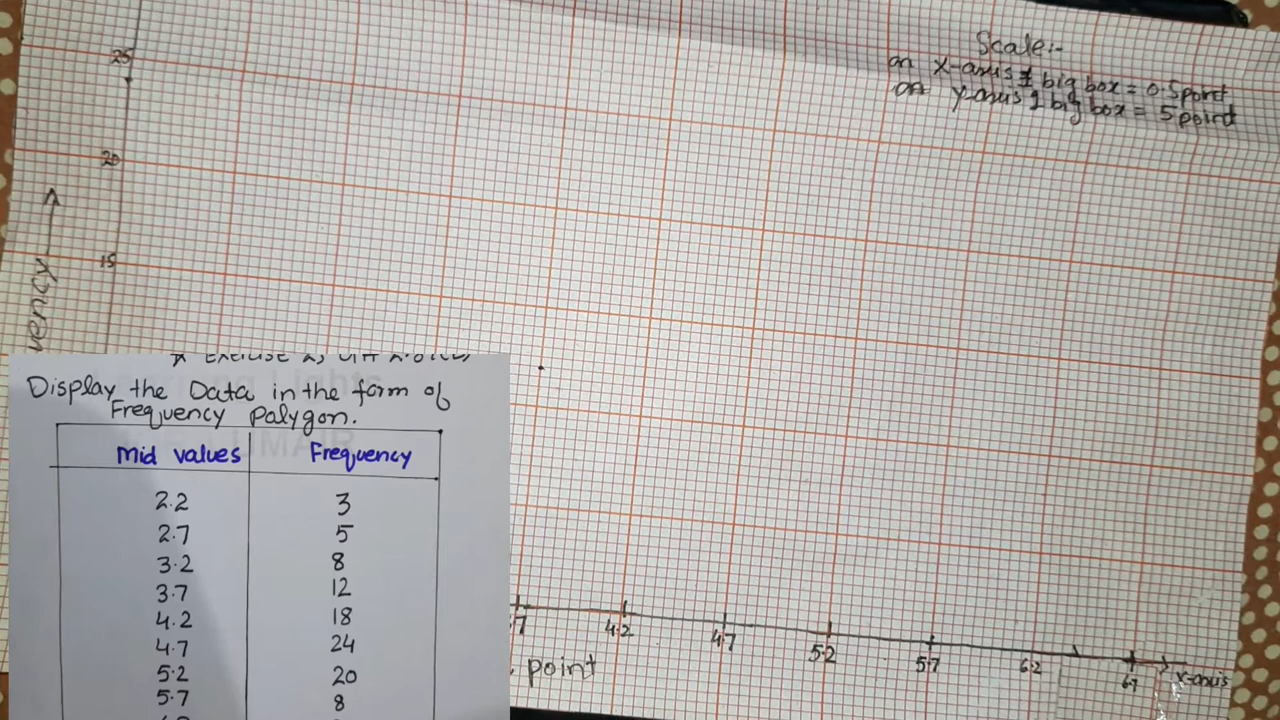 Scale:-
on x-axis 1 big box = 0.5 point
on y-axis 1 big box = 5 point
25
20
15
Display the Data in the form of
Frequency Polygon.
Mid values Frequency
2.2 3
2.7 5
3.2 8
3.7 12
4.2 18
4.7 24
5.2 20
5.7 8
4.2 4.7 5.2 5.7 6.2 6.7 x-axis
point